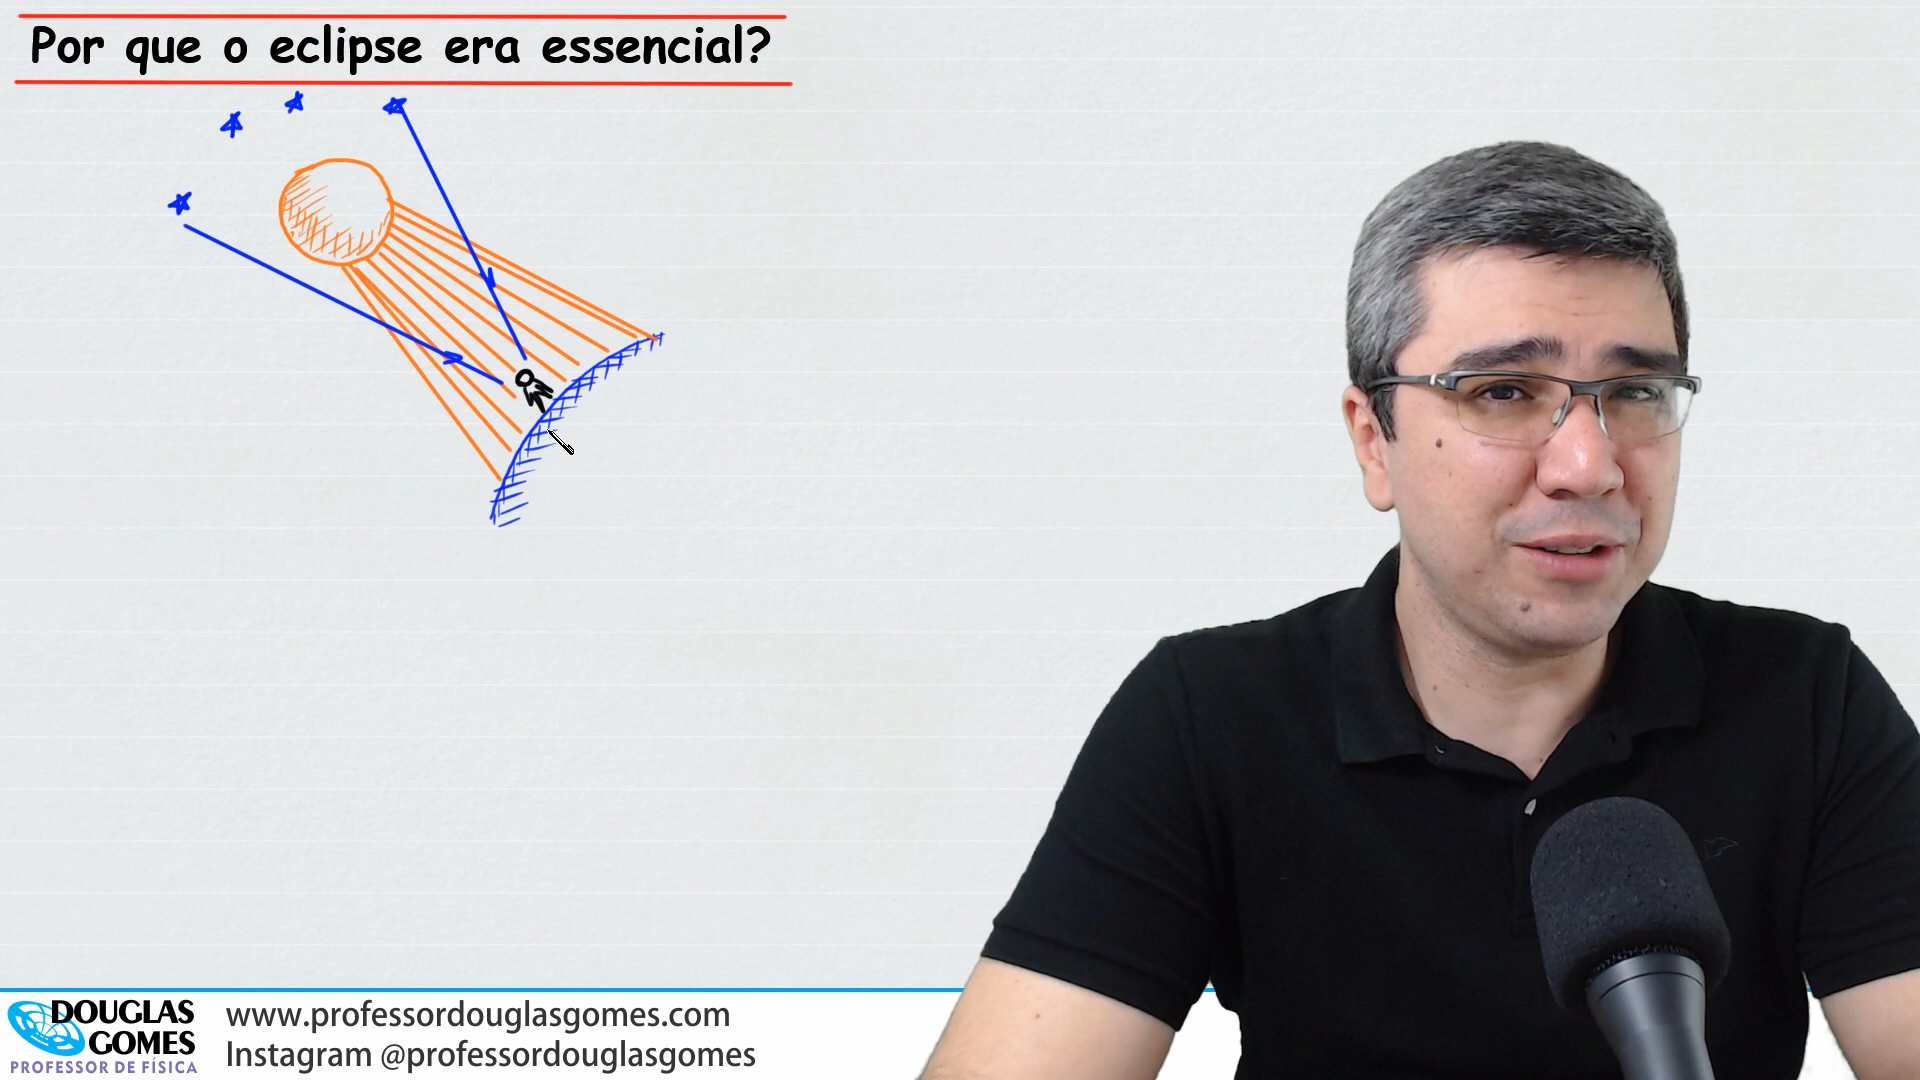 Por que o eclipse era essencial?
DOUGLAS
GOMES
PROFESSOR DE FÍSICA
www.professordouglasgomes.com
Instagram @professordouglasgomes